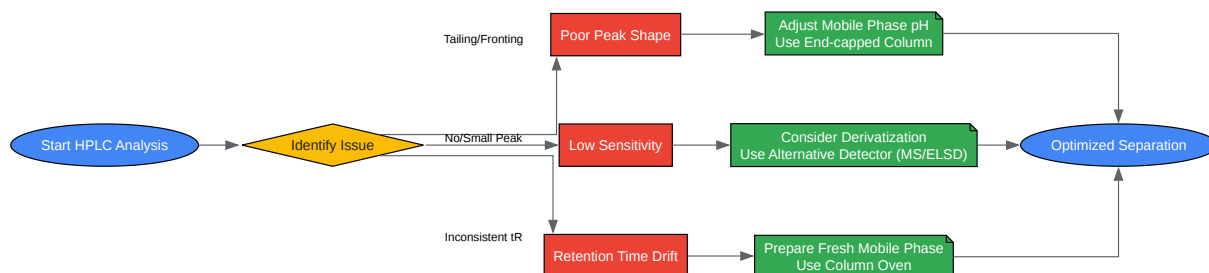 Start HPLC Analysis
Identify Issue
Tailing/Fronting
Poor Peak Shape
Adjust Mobile Phase pH
Use End-capped Column
No/Small Peak
Low Sensitivity
Consider Derivatization
Use Alternative Detector (MS/ELSD)
Inconsistent tR
Retention Time Drift
Prepare Fresh Mobile Phase
Use Column Oven
Optimized Separation